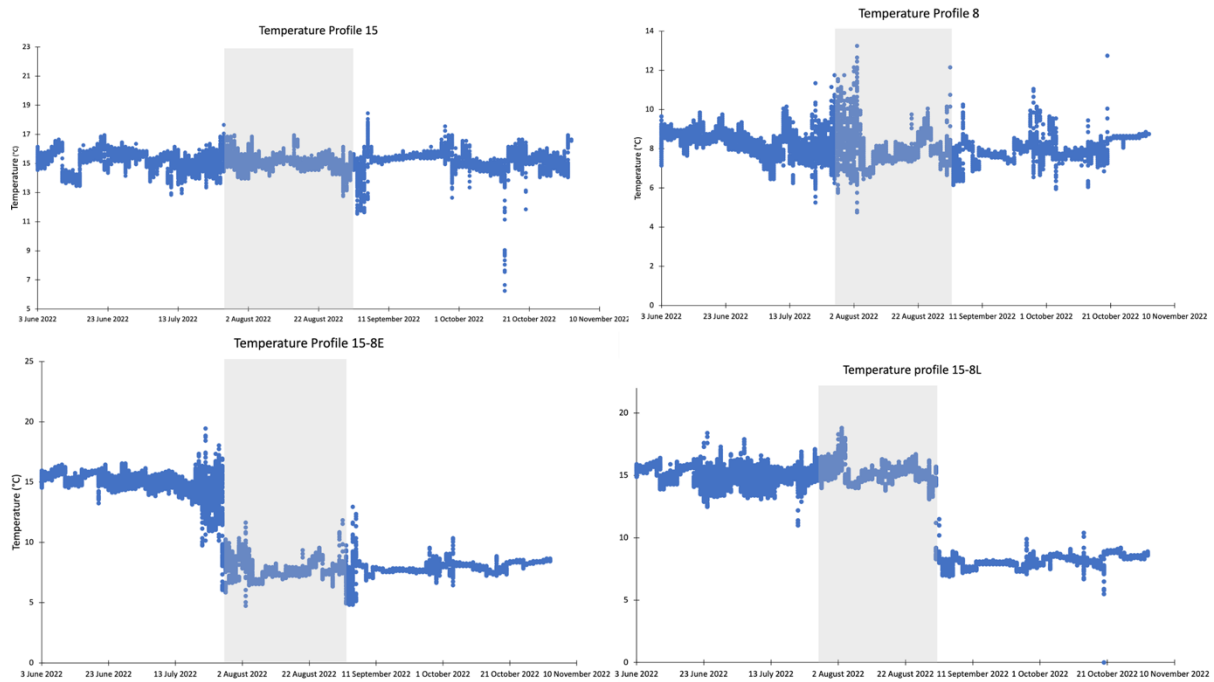 Temperature Profile 15
23
21
19
17
15
13
11
9
7
5
Temperature (°C)
3 June 2022 23 June 2022 13 July 2022 2 August 2022 22 August 2022 11 September 2022 1 October 2022 21 October 2022 10 November 2022
Temperature Profile 8
14
12
10
8
6
4
2
0
Temperature (°C)
3 June 2022 23 June 2022 13 July 2022 2 August 2022 22 August 2022 11 September 2022 1 October 2022 21 October 2022 10 November 2022
Temperature Profile 15-8E
25
20
15
10
5
0
Temperature (°C)
3 June 2022 23 June 2022 13 July 2022 2 August 2022 22 August 2022 11 September 2022 1 October 2022 21 October 2022 10 November 2022
Temperature profile 15-8L
20
15
10
5
0
Temperature (°C)
3 June 2022 23 June 2022 13 July 2022 2 August 2022 22 August 2022 11 September 2022 1 October 2022 21 October 2022 10 November 2022